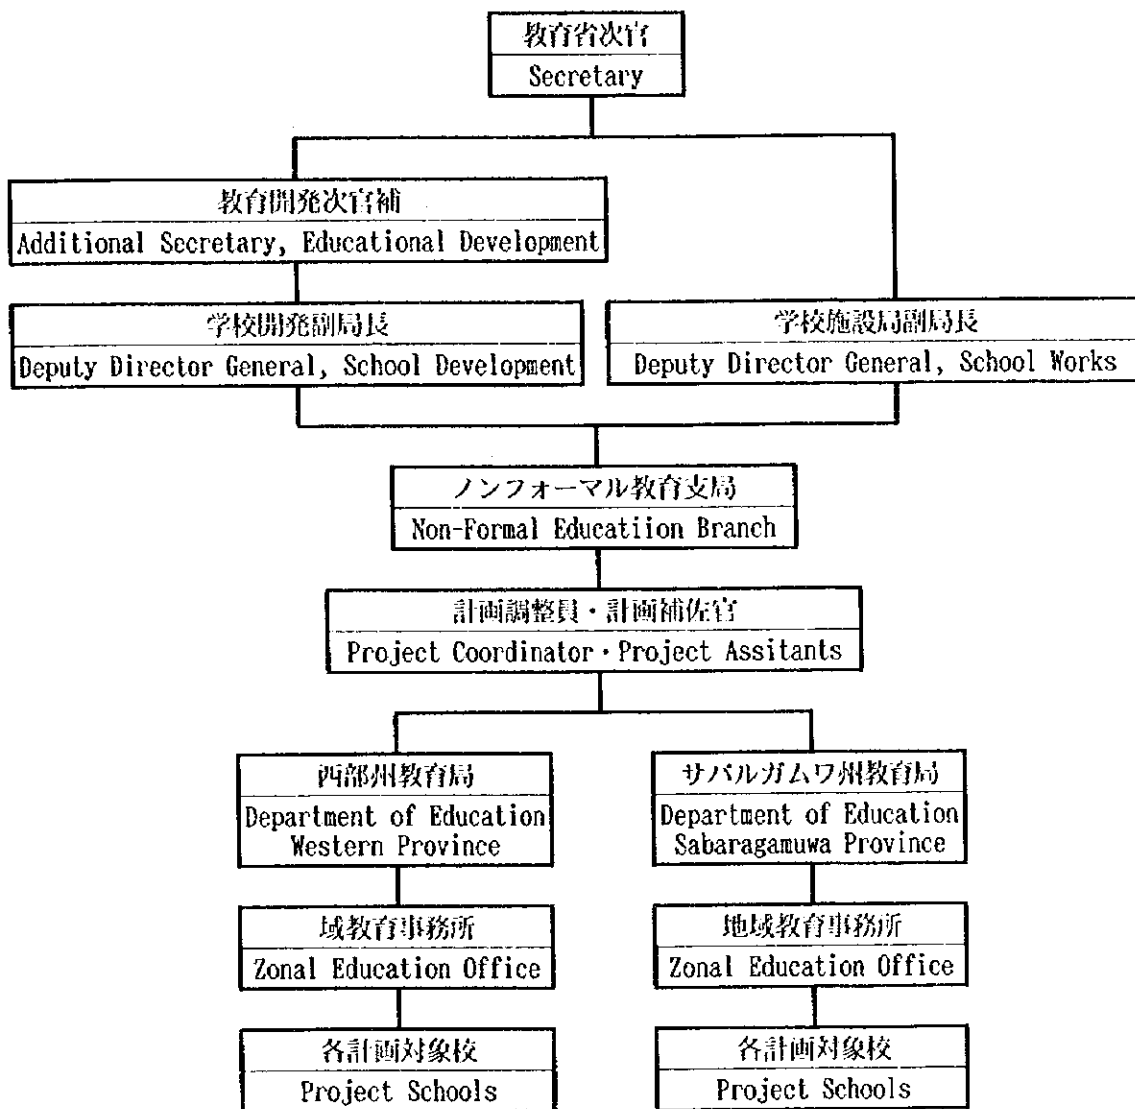 教育省次官
Secretary
教育開発次官補
Additional Secretary, Educational Development
学校開発副局長
Deputy Director General, School Development
学校施設局副局長
Deputy Director General, School Works
ノンフォーマル教育支局
Non-Formal Educatiion Branch
計画調整員・計画補佐官
Project Coordinator・Project Assitants
西部州教育局
Department of Education
Western Province
サバルガムワ州教育局
Department of Education
Sabaragamuwa Province
域教育事務所
Zonal Education Office
地域教育事務所
Zonal Education Office
各計画対象校
Project Schools
各計画対象校
Project Schools